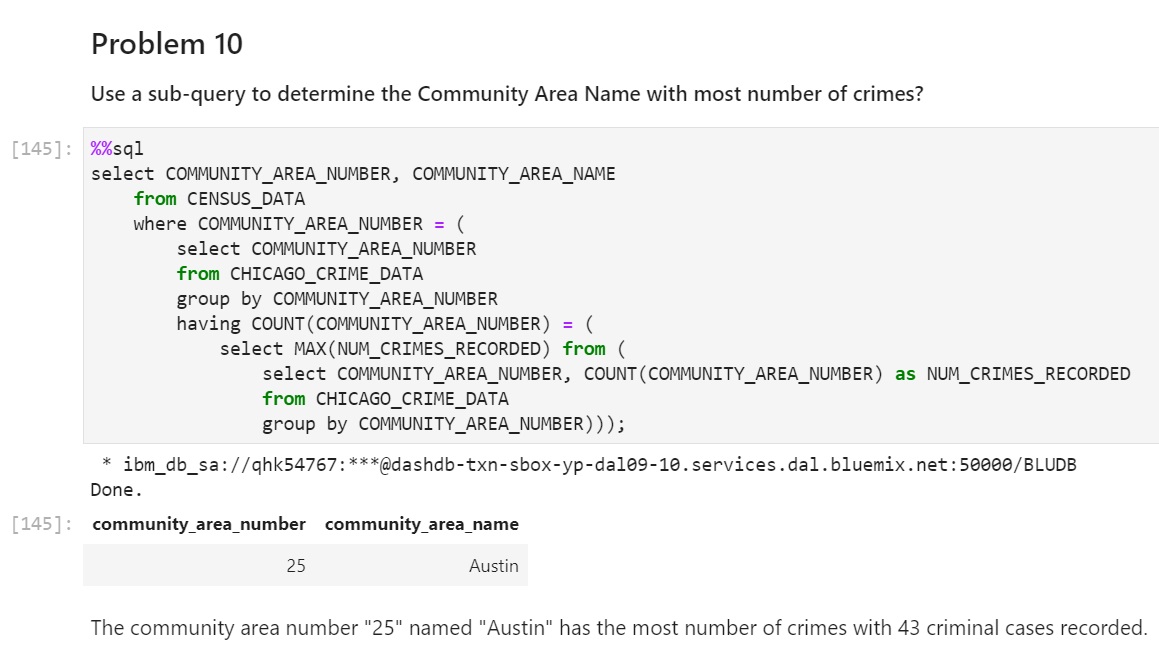 Problem 10
Use a sub-query to determine the Community Area Name with most number of crimes?
[145]: %%sql
select COMMUNITY_AREA_NUMBER, COMMUNITY_AREA_NAME
from CENSUS_DATA
where COMMUNITY_AREA_NUMBER = (
select COMMUNITY_AREA_NUMBER
from CHICAGO_CRIME_DATA
group by COMMUNITY_AREA_NUMBER
having COUNT(COMMUNITY_AREA_NUMBER) = (
select MAX(NUM_CRIMES_RECORDED) from (
select COMMUNITY_AREA_NUMBER, COUNT(COMMUNITY_AREA_NUMBER) as NUM_CRIMES_RECORDED
from CHICAGO_CRIME_DATA
group by COMMUNITY_AREA_NUMBER)));
* ibm_db_sa://qhk54767:***@dashdb-txn-sbox-yp-dal09-10.services.dal.bluemix.net:50000/BLUDB
Done.
[145]: community_area_number community_area_name
25 Austin
The community area number "25" named "Austin" has the most number of crimes with 43 criminal cases recorded.